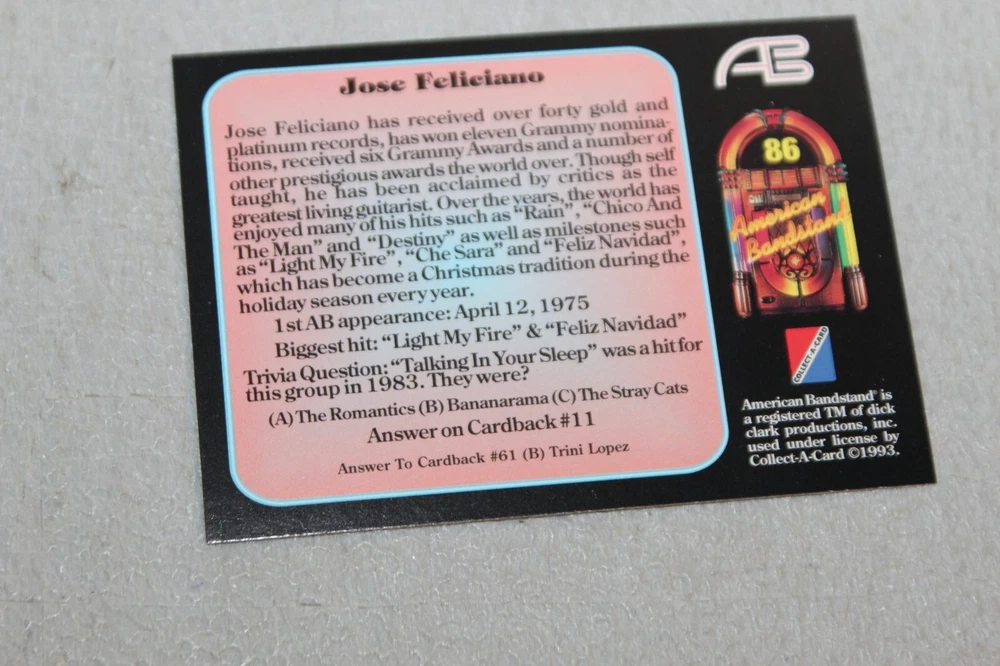 Jose Feliciano
Jose Feliciano has received over forty gold and
platinum records, has won eleven Grammy nomina-
tions, received six Grammy Awards and a number of
other prestigious awards the world over. Though self
taught, he has been acclaimed by critics as the
greatest living guitarist. Over the years, the world has
enjoyed many of his hits such as "Rain", "Chico And
The Man" and "Destiny" as well as milestones such
as "Light My Fire", "Che Sara" and "Feliz Navidad",
which has become a Christmas tradition during the
holiday season every year.
1st AB appearance: April 12, 1975
Biggest hit: "Light My Fire" & "Feliz Navidad"
Trivia Question: "Talking In Your Sleep" was a hit for
this group in 1983. They were?
(A) The Romantics (B) Bananarama (C) The Stray Cats
Answer on Cardback #11
Answer To Cardback #61 (B) Trini Lopez
AB
86
American
Bandstand
COLLECT-A-CARD
American Bandstand® is
a registered TM of dick
clark productions, inc.
used under license by
Collect-A-Card ©1993.